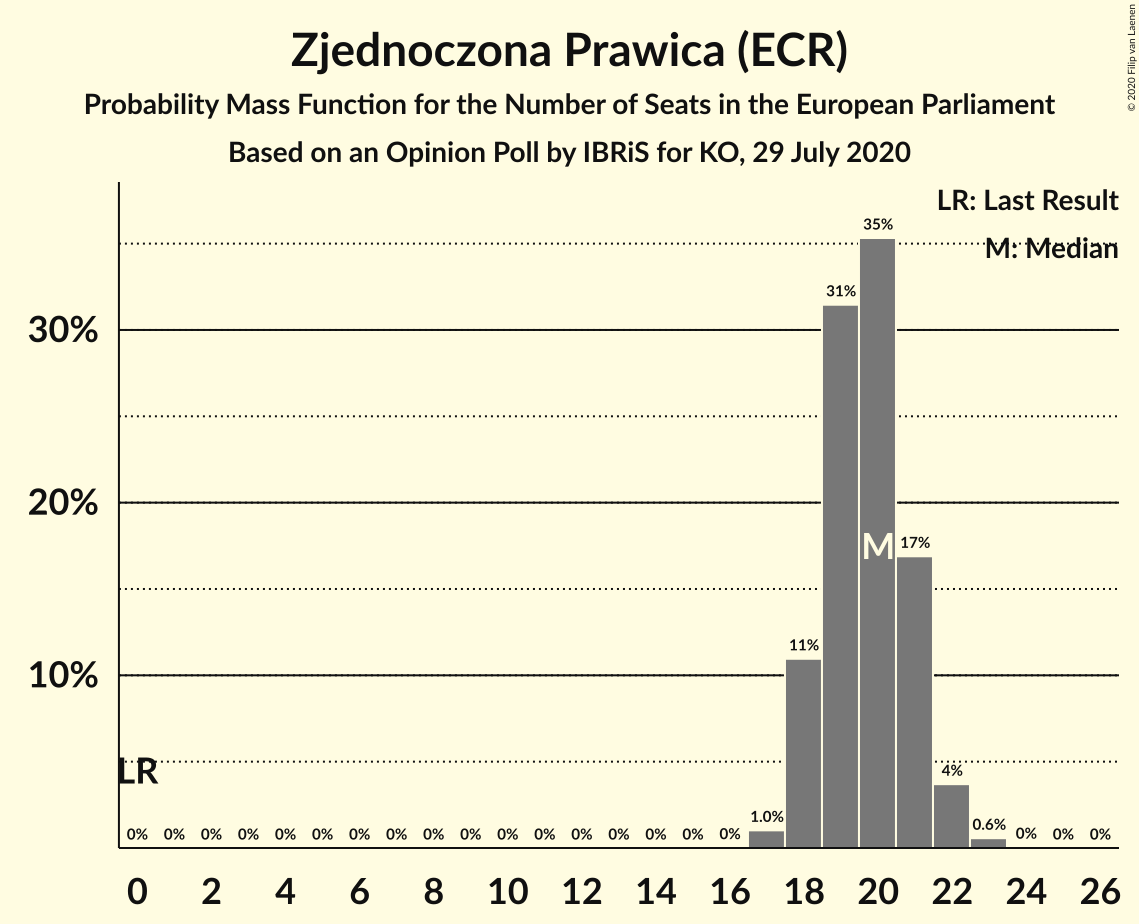 Zjednoczona Prawica (ECR)
Probability Mass Function for the Number of Seats in the European Parliament
Based on an Opinion Poll by IBRiS for KO, 29 July 2020
© 2020 Filip van Laenen
LR: Last Result
M: Median
35%
31%
30%
20%
M
17%
11%
10%
LR
4%
1.0%
0.6%
0% 0% 0% 0% 0% 0% 0% 0% 0% 0% 0% 0% 0% 0% 0% 0% 0% 0% 0% 0%
0 2 4 6 8 10 12 14 16 18 20 22 24 26